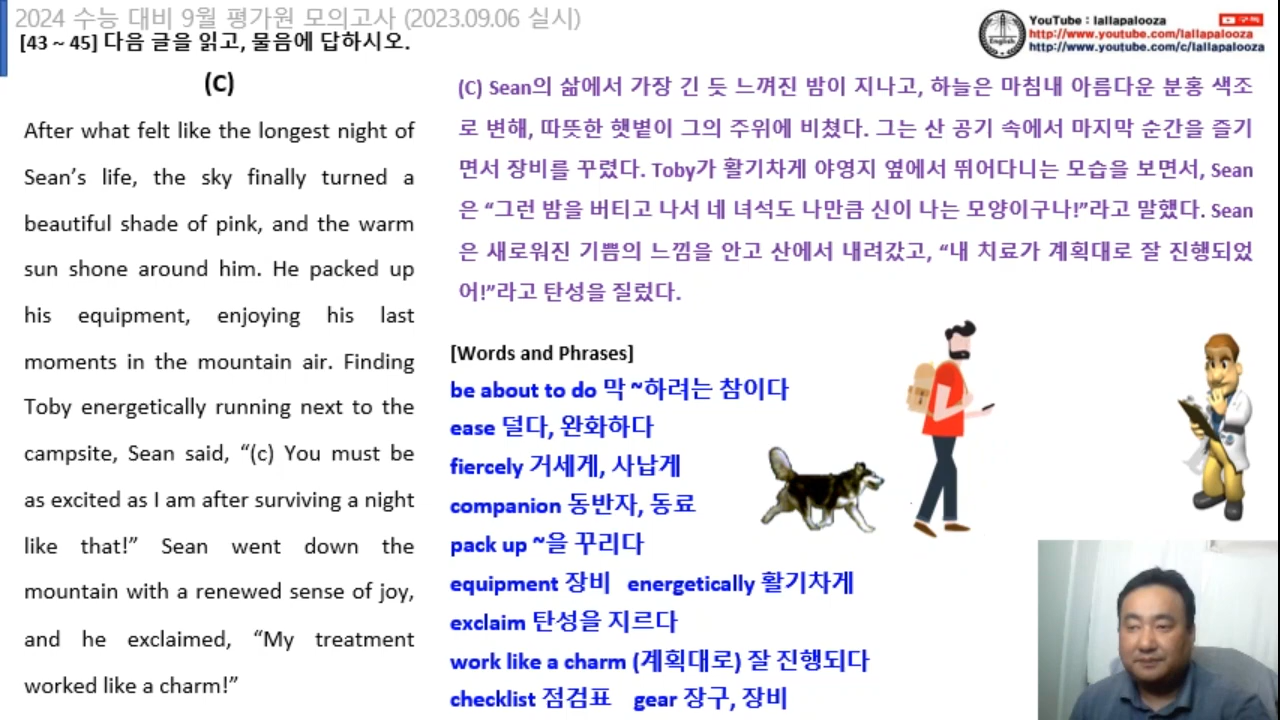 2024 수능 대비 9월 평가원 모의고사 (2023.09.06 실시)
[43 ~ 45] 다음 글을 읽고, 물음에 답하시오.
YouTube : lallapalooza
구독
http://www.youtube.com/lallapalooza
http://www.youtube.com/c/lallapalooza
English
(C)
After what felt like the longest night of
Sean’s life, the sky finally turned a
beautiful shade of pink, and the warm
sun shone around him. He packed up
his equipment, enjoying his last
moments in the mountain air. Finding
Toby energetically running next to the
campsite, Sean said, “(c) You must be
as excited as I am after surviving a night
like that!” Sean went down the
mountain with a renewed sense of joy,
and he exclaimed, “My treatment
worked like a charm!”
(C) Sean의 삶에서 가장 긴 듯 느껴진 밤이 지나고, 하늘은 마침내 아름다운 분홍 색조
로 변해, 따뜻한 햇볕이 그의 주위에 비쳤다. 그는 산 공기 속에서 마지막 순간을 즐기
면서 장비를 꾸렸다. Toby가 활기차게 야영지 옆에서 뛰어다니는 모습을 보면서, Sean
은 “그런 밤을 버티고 나서 네 녀석도 나만큼 신이 나는 모양이구나!”라고 말했다. Sean
은 새로워진 기쁨의 느낌을 안고 산에서 내려갔고, “내 치료가 계획대로 잘 진행되었
어!”라고 탄성을 질렀다.
[Words and Phrases]
be about to do 막 ~하려는 참이다
ease 덜다, 완화하다
fiercely 거세게, 사납게
companion 동반자, 동료
pack up ~을 꾸리다
equipment 장비 energetically 활기차게
exclaim 탄성을 지르다
work like a charm (계획대로) 잘 진행되다
checklist 점검표 gear 장구, 장비